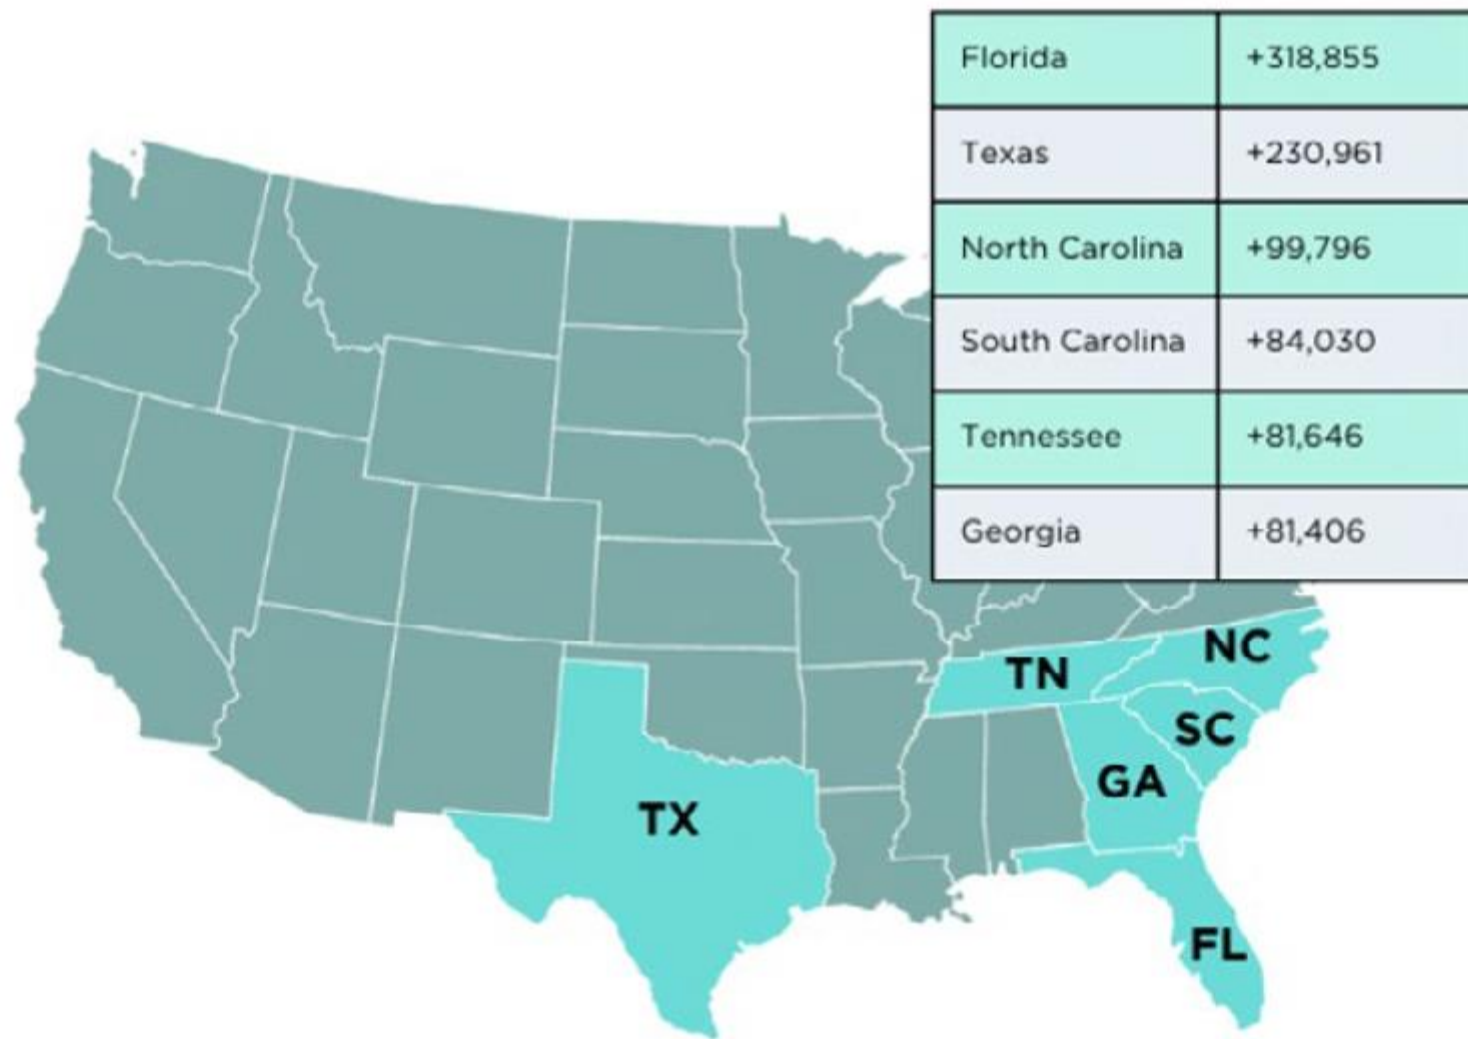 Florida +318,855
Texas +230,961
North Carolina +99,796
South Carolina +84,030
Tennessee +81,646
Georgia +81,406
TN
NC
SC
GA
TX
FL